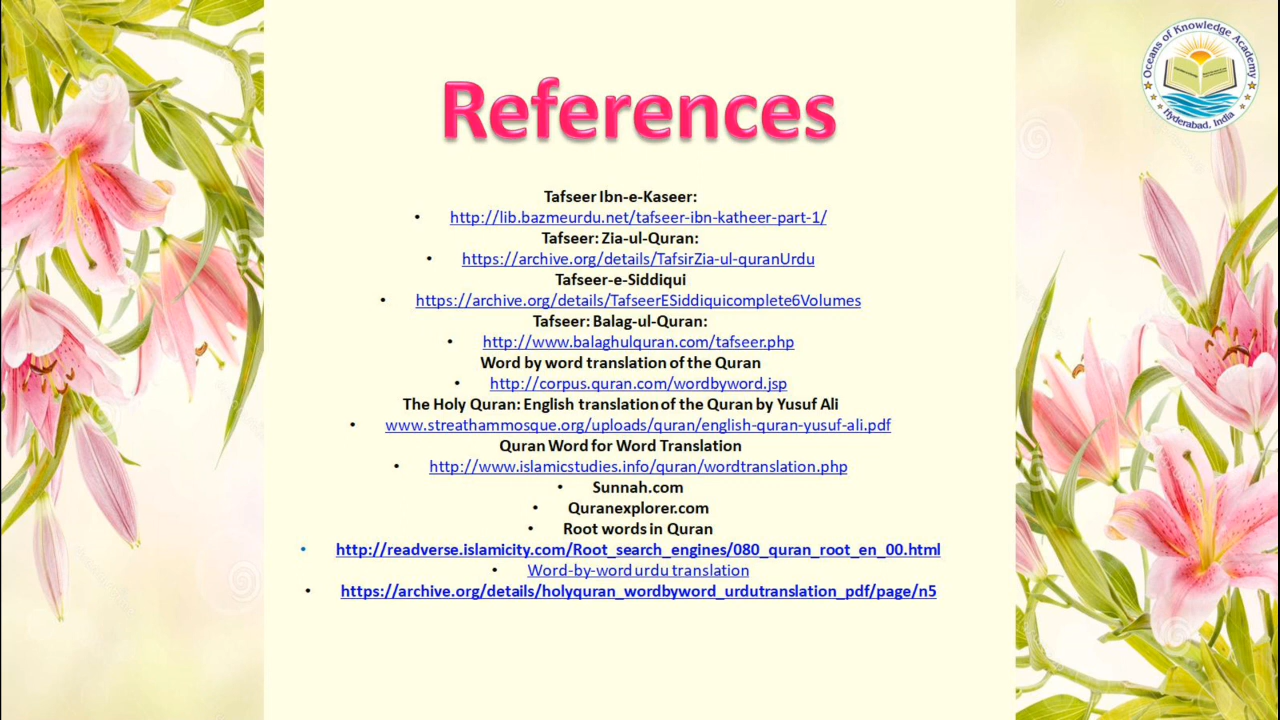 Oceans of Knowledge Academy
Hyderabad, India
References
Tafseer Ibn-e-Kaseer:
• http://lib.bazmeurdu.net/tafseer-ibn-katheer-part-1/
Tafseer: Zia-ul-Quran:
• https://archive.org/details/TafsirZia-ul-quranUrdu
Tafseer-e-Siddiqui
• https://archive.org/details/TafseerESiddiquicomplete6Volumes
Tafseer: Balag-ul-Quran:
• http://www.balaghulquran.com/tafseer.php
Word by word translation of the Quran
• http://corpus.quran.com/wordbyword.jsp
The Holy Quran: English translation of the Quran by Yusuf Ali
• www.streathammosque.org/uploads/quran/english-quran-yusuf-ali.pdf
Quran Word for Word Translation
• http://www.islamicstudies.info/quran/wordtranslation.php
• Sunnah.com
• Quranexplorer.com
• Root words in Quran
• http://readverse.islamicity.com/Root_search_engines/080_quran_root_en_00.html
• Word-by-word urdu translation
• https://archive.org/details/holyquran_wordbyword_urdutranslation_pdf/page/n5